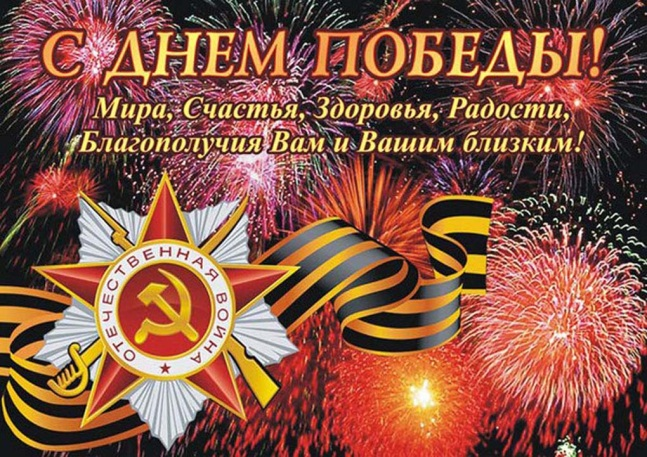 С ДНЕМ ПОБЕДЫ!
Мира, Счастья, Здоровья, Радости,
Благополучия Вам и Вашим близким!
ОТЕЧЕСТВЕННАЯ ВОЙНА